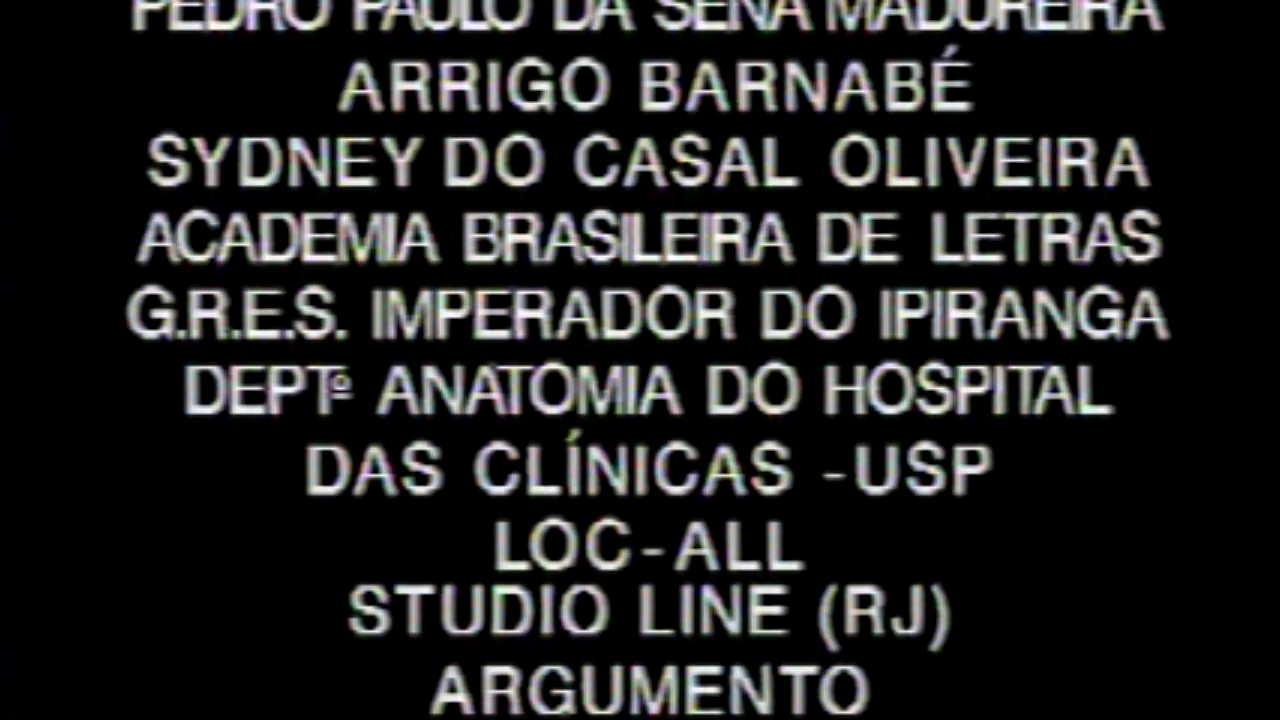 PEDRO PAULO DA SENA MADUREIRA
ARRIGO BARNABÉ
SYDNEY DO CASAL OLIVEIRA
ACADEMIA BRASILEIRA DE LETRAS
G.R.E.S. IMPERADOR DO IPIRANGA
DEPTº ANATOMIA DO HOSPITAL
DAS CLÍNICAS -USP
LOC-ALL
STUDIO LINE (RJ)
ARGUMENTO